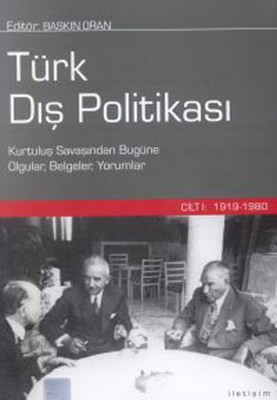 Editör: BASKIN ORAN
Türk
Dış Politikası
Kurtuluş Savaşından Bugüne
Olgular, Belgeler, Yorumlar
CİLT I: 1919-1980
iletişim